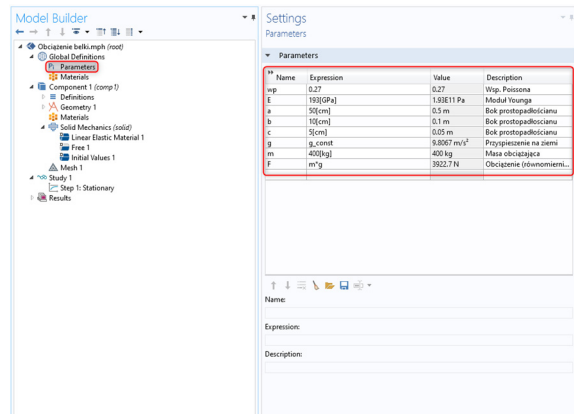 Model Builder
Obciążenie belki.mph (root)
Global Definitions
Pi Parameters
Materials
Component 1 (comp1)
Definitions
Geometry 1
Materials
Solid Mechanics (solid)
Linear Elastic Material 1
Free 1
Initial Values 1
Mesh 1
Study 1
Step 1: Stationary
Results
Settings
Parameters
Parameters
Name Expression Value Description
wp 0.27 0.27 Wsp. Poissona
E 193[GPa] 1.93E11 Pa Moduł Younga
a 50[cm] 0.5 m Bok prostopadłościanu
b 10[cm] 0.1 m Bok prostopadłościanu
c 5[cm] 0.05 m Bok prostopadłościanu
g g_const 9.8067 m/s² Przyspieszenie na ziemi
m 400[kg] 400 kg Masa obciążająca
F m*g 3922.7 N Obciążenie (równomierni...
Name:
Expression:
Description: